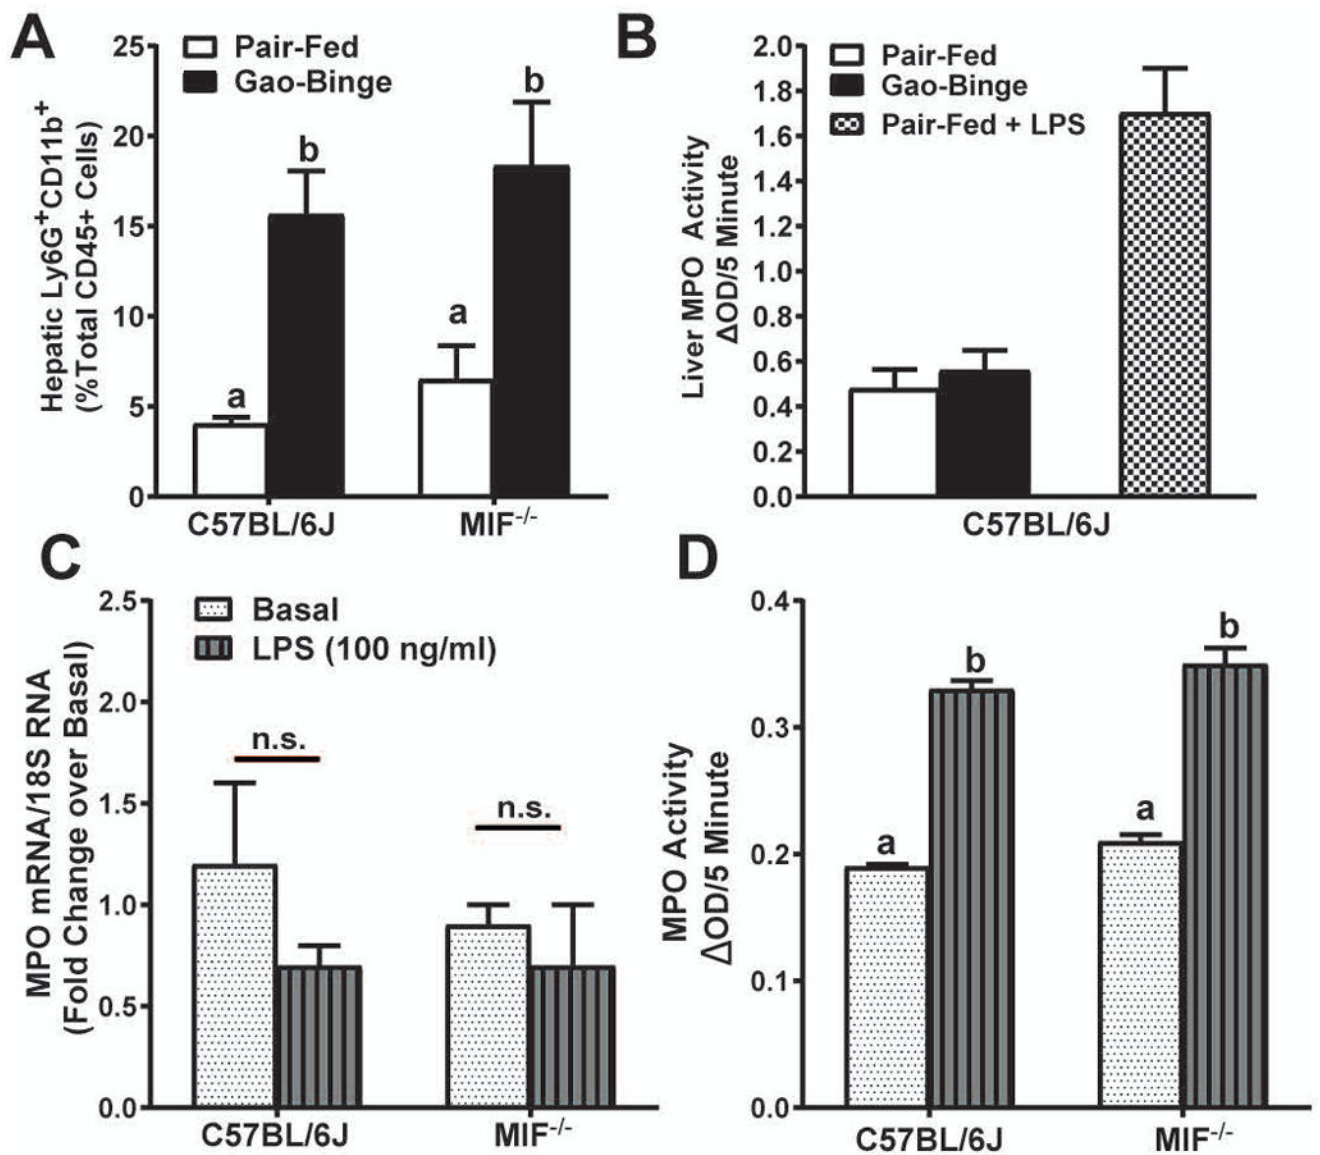 A
Hepatic Ly6G⁺CD11b⁺
(%Total CD45+ Cells)
25
20
15
10
5
0
Pair-Fed
Gao-Binge
a
b
a
b
C57BL/6J
MIF⁻/⁻
B
Liver MPO Activity
ΔOD/5 Minute
2.0
1.8
1.6
1.4
1.2
1.0
0.8
0.6
0.4
0.2
0.0
Pair-Fed
Gao-Binge
Pair-Fed + LPS
C57BL/6J
C
MPO mRNA/18S RNA
(Fold Change over Basal)
2.5
2.0
1.5
1.0
0.5
0.0
Basal
LPS (100 ng/ml)
n.s.
n.s.
C57BL/6J
MIF⁻/⁻
D
MPO Activity
ΔOD/5 Minute
0.4
0.3
0.2
0.1
0.0
a
b
a
b
C57BL/6J
MIF⁻/⁻